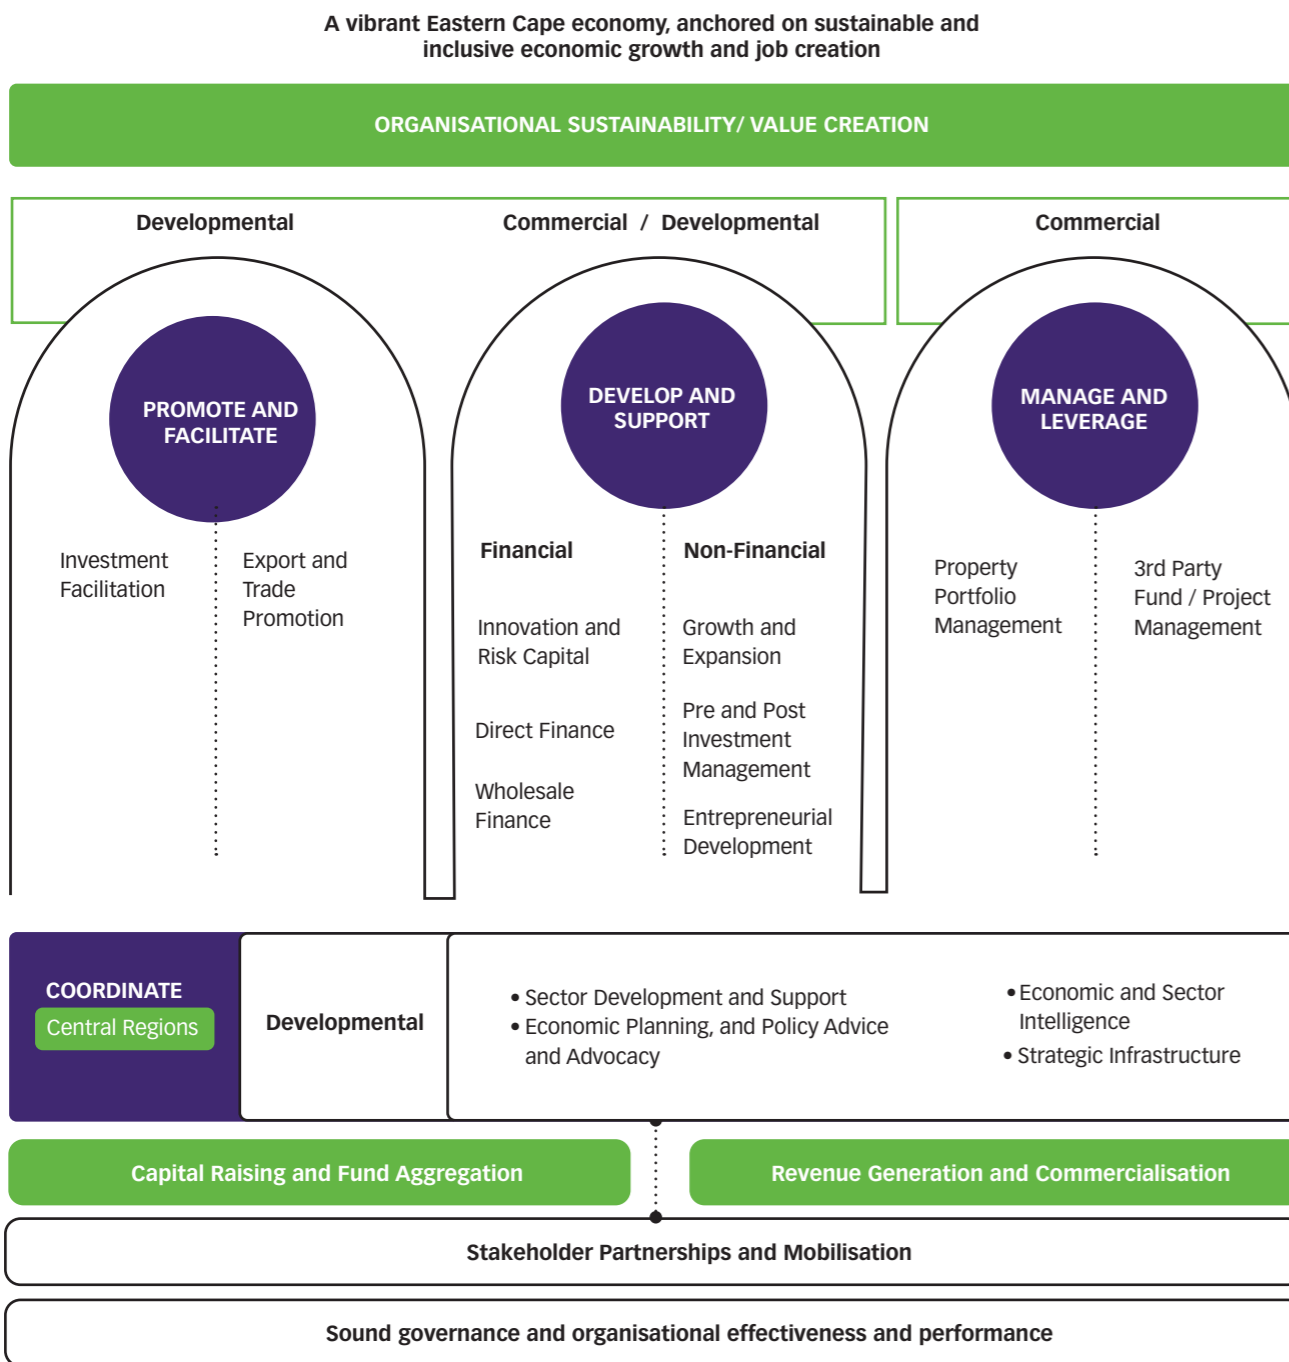 A vibrant Eastern Cape economy, anchored on sustainable and
inclusive economic growth and job creation
ORGANISATIONAL SUSTAINABILITY/ VALUE CREATION
Developmental
Commercial / Developmental
Commercial
PROMOTE AND
FACILITATE
Investment
Facilitation
Export and
Trade
Promotion
DEVELOP AND
SUPPORT
Financial
Innovation and
Risk Capital
Direct Finance
Wholesale
Finance
Non-Financial
Growth and
Expansion
Pre and Post
Investment
Management
Entrepreneurial
Development
MANAGE AND
LEVERAGE
Property
Portfolio
Management
3rd Party
Fund / Project
Management
COORDINATE
Central Regions
Developmental
• Sector Development and Support
• Economic Planning, and Policy Advice
and Advocacy
• Economic and Sector
Intelligence
• Strategic Infrastructure
Capital Raising and Fund Aggregation
Revenue Generation and Commercialisation
Stakeholder Partnerships and Mobilisation
Sound governance and organisational effectiveness and performance